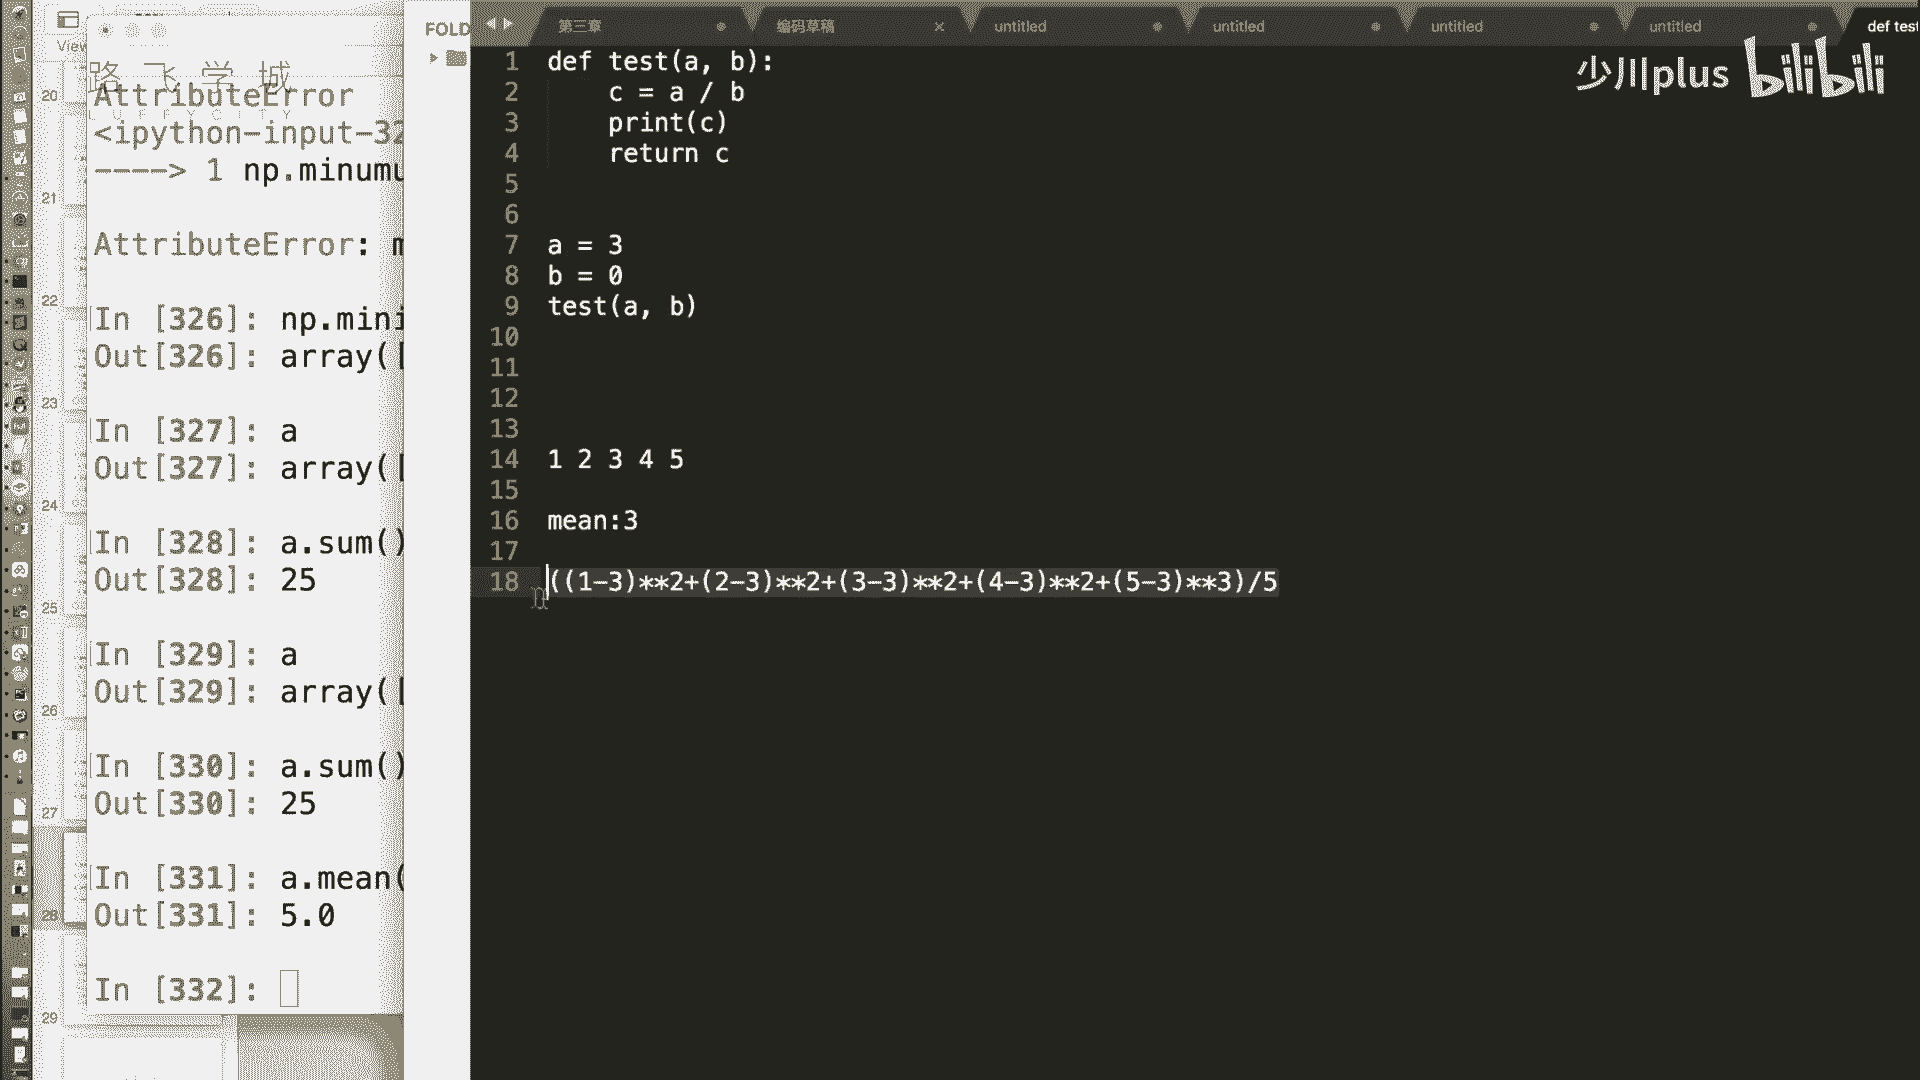 View
路 飞 学 城
LUFFYCITY
20
21
22
23
24
25
26
27
28
29
AttributeError
<ipython-input-32
----> 1 np.minumu
AttributeError: m
In [326]: np.mini
Out[326]: array([
In [327]: a
Out[327]: array([
In [328]: a.sum()
Out[328]: 25
In [329]: a
Out[329]: array([
In [330]: a.sum()
Out[330]: 25
In [331]: a.mean(
Out[331]: 5.0
In [332]:
FOLD
第三章
编码草稿
untitled
untitled
untitled
untitled
def test
少川plus bilibili
1 def test(a, b):
2     c = a / b
3     print(c)
4     return c
5
6
7 a = 3
8 b = 0
9 test(a, b)
10
11
12
13
14 1 2 3 4 5
15
16 mean:3
17
18 ((1-3)**2+(2-3)**2+(3-3)**2+(4-3)**2+(5-3)**3)/5